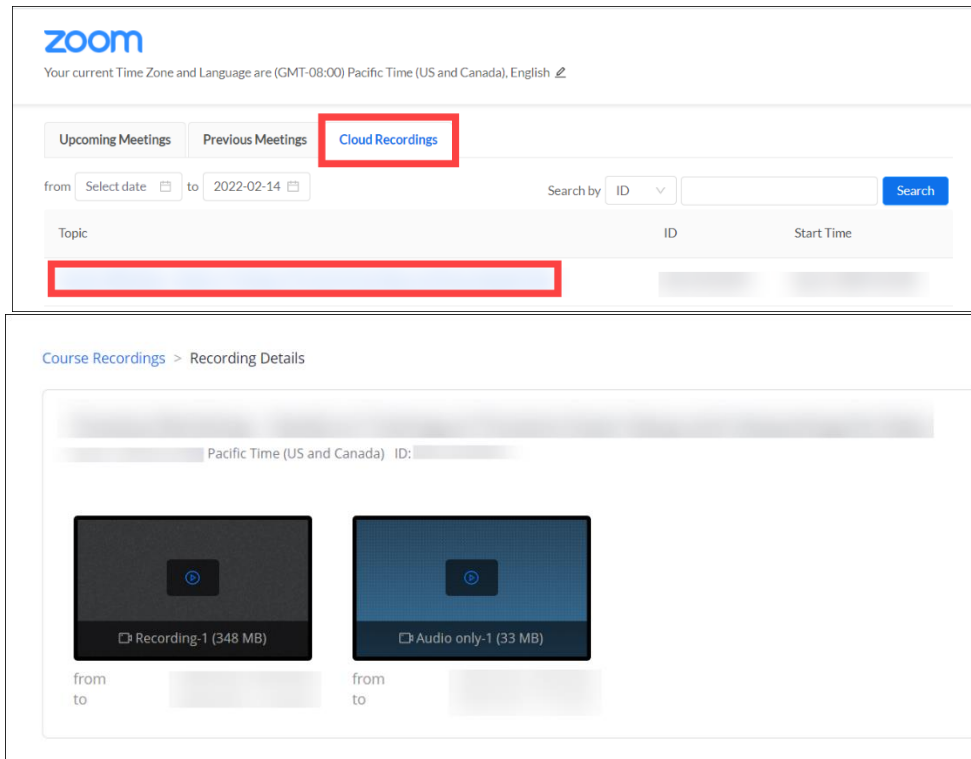 zoom
Your current Time Zone and Language are (GMT-08:00) Pacific Time (US and Canada), English
Upcoming Meetings Previous Meetings Cloud Recordings
from Select date to 2022-02-14 Search by ID Search
Topic ID Start Time
Course Recordings > Recording Details
Pacific Time (US and Canada) ID:
Recording-1 (348 MB) Audio only-1 (33 MB)
from from
to to